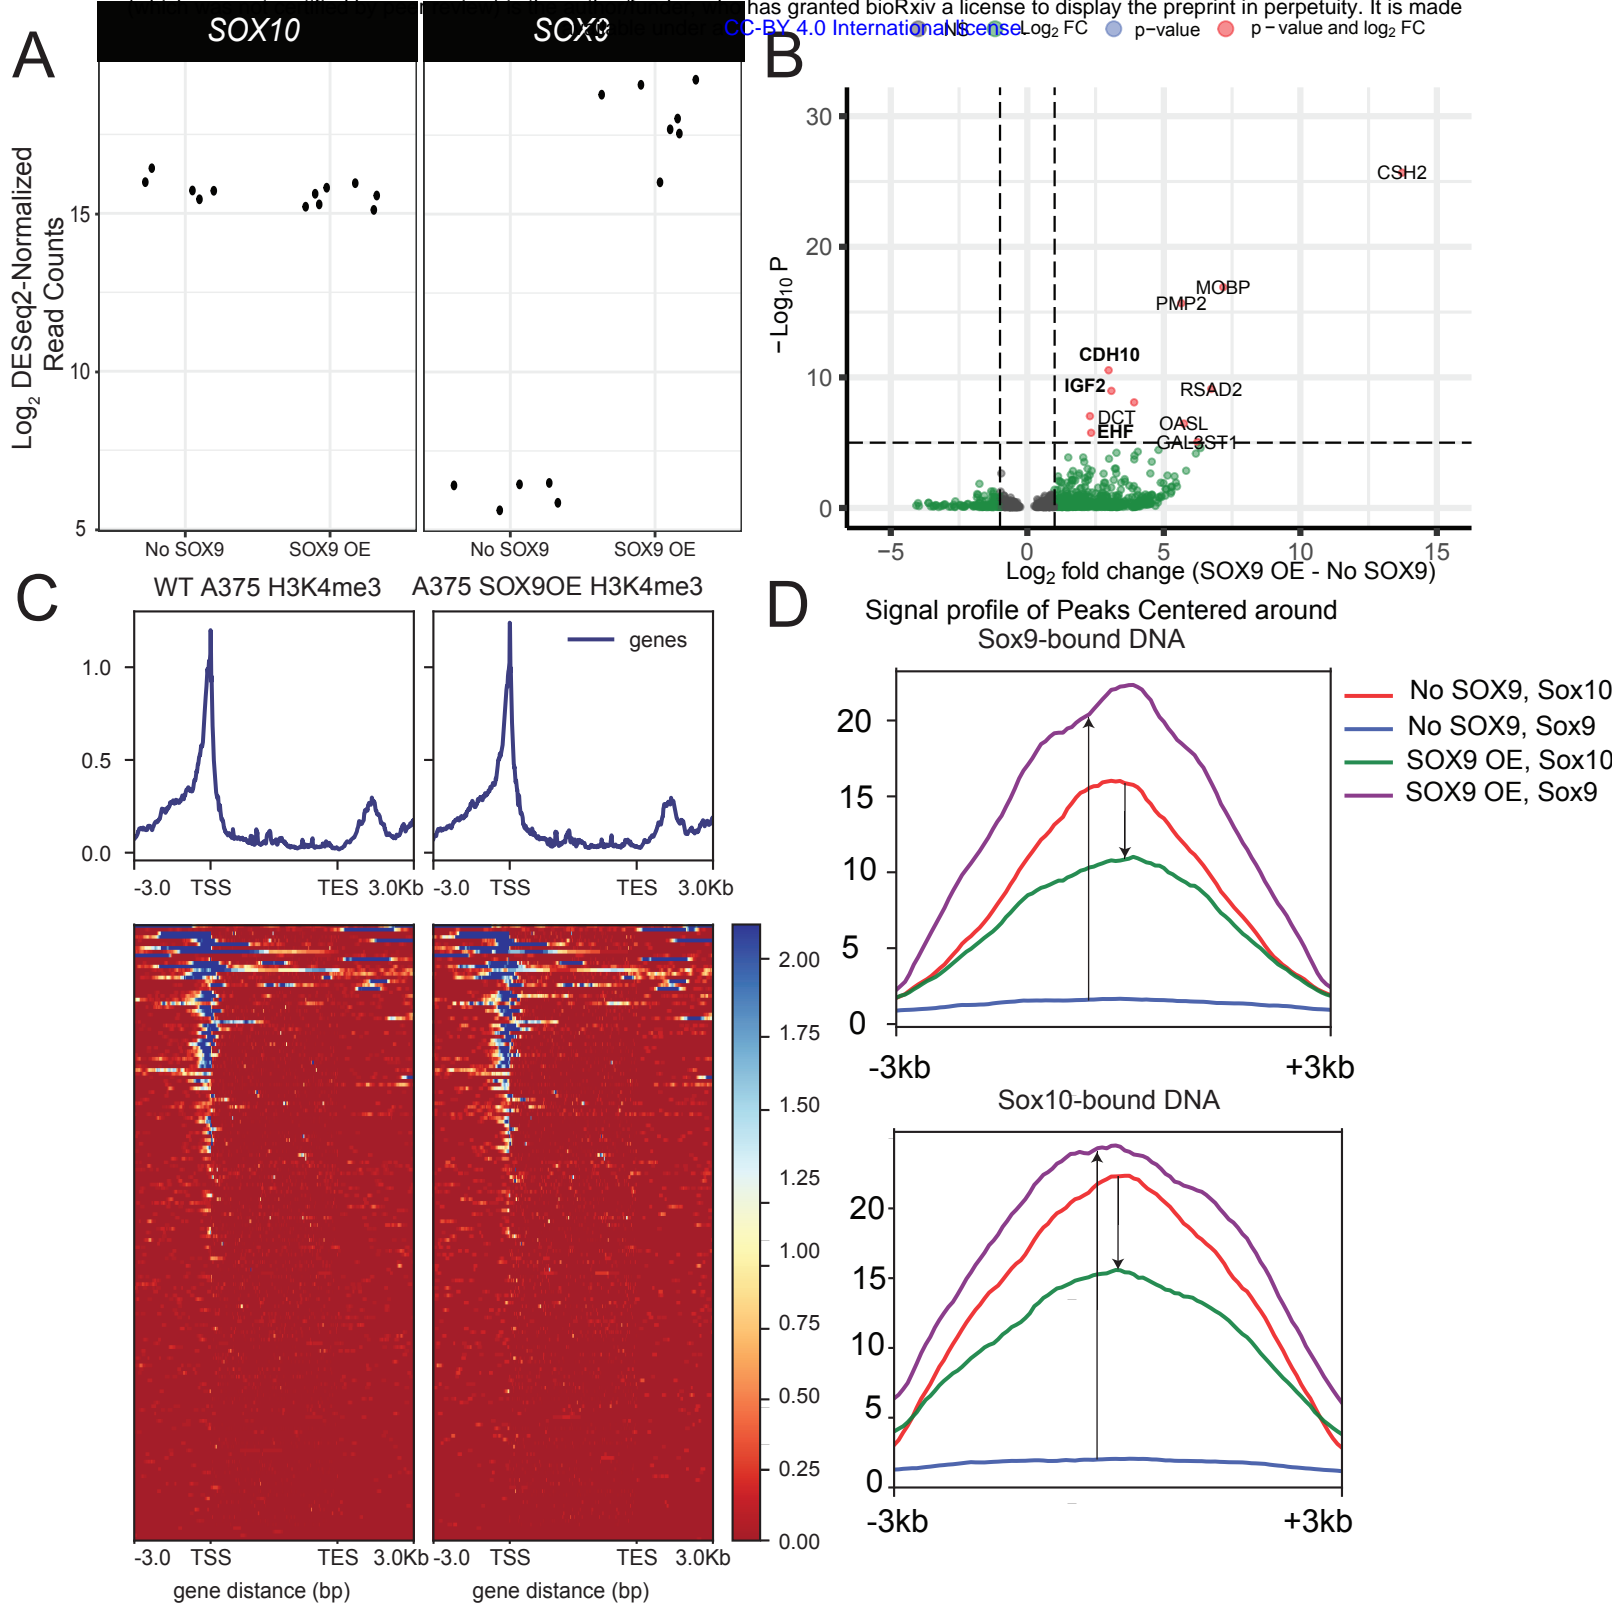 has granted bioRxiv a license to display the preprint in perpetuity. It is made
CC-BY 4.0 International license.
NS Log2 FC p−value p − value and log2 FC
A
SOX10
SOX9
Log2 DESeq2-Normalized
Read Counts
15
10
5
No SOX9
SOX9 OE
No SOX9
SOX9 OE
B
−Log10 P
30
20
10
0
CSH2
MOBP
PMP2
CDH10
IGF2
RSAD2
DCT
OASL
EHF
GAL3ST1
−5
0
5
10
15
Log2 fold change (SOX9 OE - No SOX9)
C
WT A375 H3K4me3
A375 SOX9OE H3K4me3
genes
1.0
0.5
0.0
-3.0 TSS TES 3.0Kb
-3.0 TSS TES 3.0Kb
2.00
1.75
1.50
1.25
1.00
0.75
0.50
0.25
0.00
-3.0 TSS TES 3.0Kb
-3.0 TSS TES 3.0Kb
gene distance (bp)
gene distance (bp)
D
Signal profile of Peaks Centered around
Sox9-bound DNA
20
15
10
5
0
-3kb
+3kb
No SOX9, Sox10
No SOX9, Sox9
SOX9 OE, Sox10
SOX9 OE, Sox9
Sox10-bound DNA
20
15
10
5
0
-3kb
+3kb